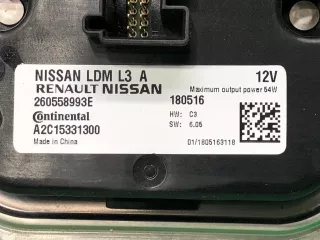 NISSAN LDM L3 A 12V
RENAULT NISSAN Maximum output power 54W
260558993E 180516
Continental HW: C3
A2C15331300 SW: 6.05
Made in China 01/1805163118